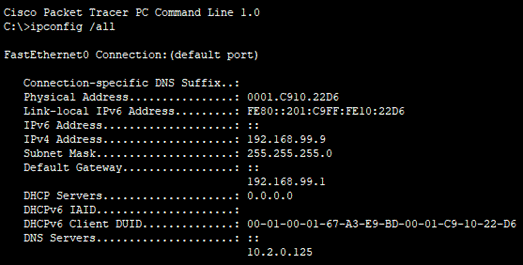 Cisco Packet Tracer PC Command Line 1.0
C:\>ipconfig /all
FastEthernet0 Connection:(default port)
Connection-specific DNS Suffix..:
Physical Address................: 0001.C910.22D6
Link-local IPv6 Address.........: FE80::201:C9FF:FE10:22D6
IPv6 Address....................: ::
IPv4 Address....................: 192.168.99.9
Subnet Mask.....................: 255.255.255.0
Default Gateway.................: ::
192.168.99.1
DHCP Servers....................: 0.0.0.0
DHCPv6 IAID.....................:
DHCPv6 Client DUID..............: 00-01-00-01-67-A3-E9-BD-00-01-C9-10-22-D6
DNS Servers.....................: ::
10.2.0.125